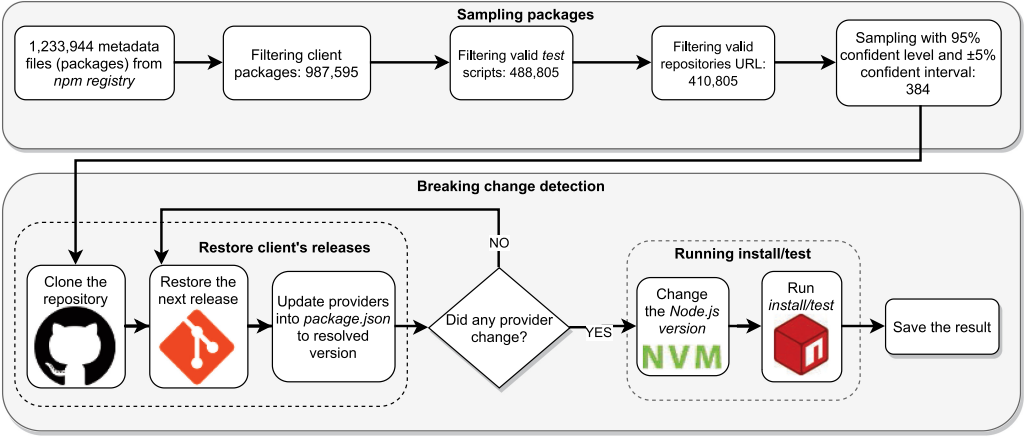 Sampling packages
1,233,944 metadata
files (packages) from
npm registry
Filtering client
packages: 987,595
Filtering valid test
scripts: 488,805
Filtering valid
repositories URL:
410,805
Sampling with 95%
confident level and ±5%
confident interval:
384
Breaking change detection
Restore client's releases
Clone the
repository
Restore the
next release
Update providers
into package.json
to resolved
version
Did any provider
change?
NO
YES
Running install/test
Change
the Node.js
version
NVM
Run
install/test
Save the result